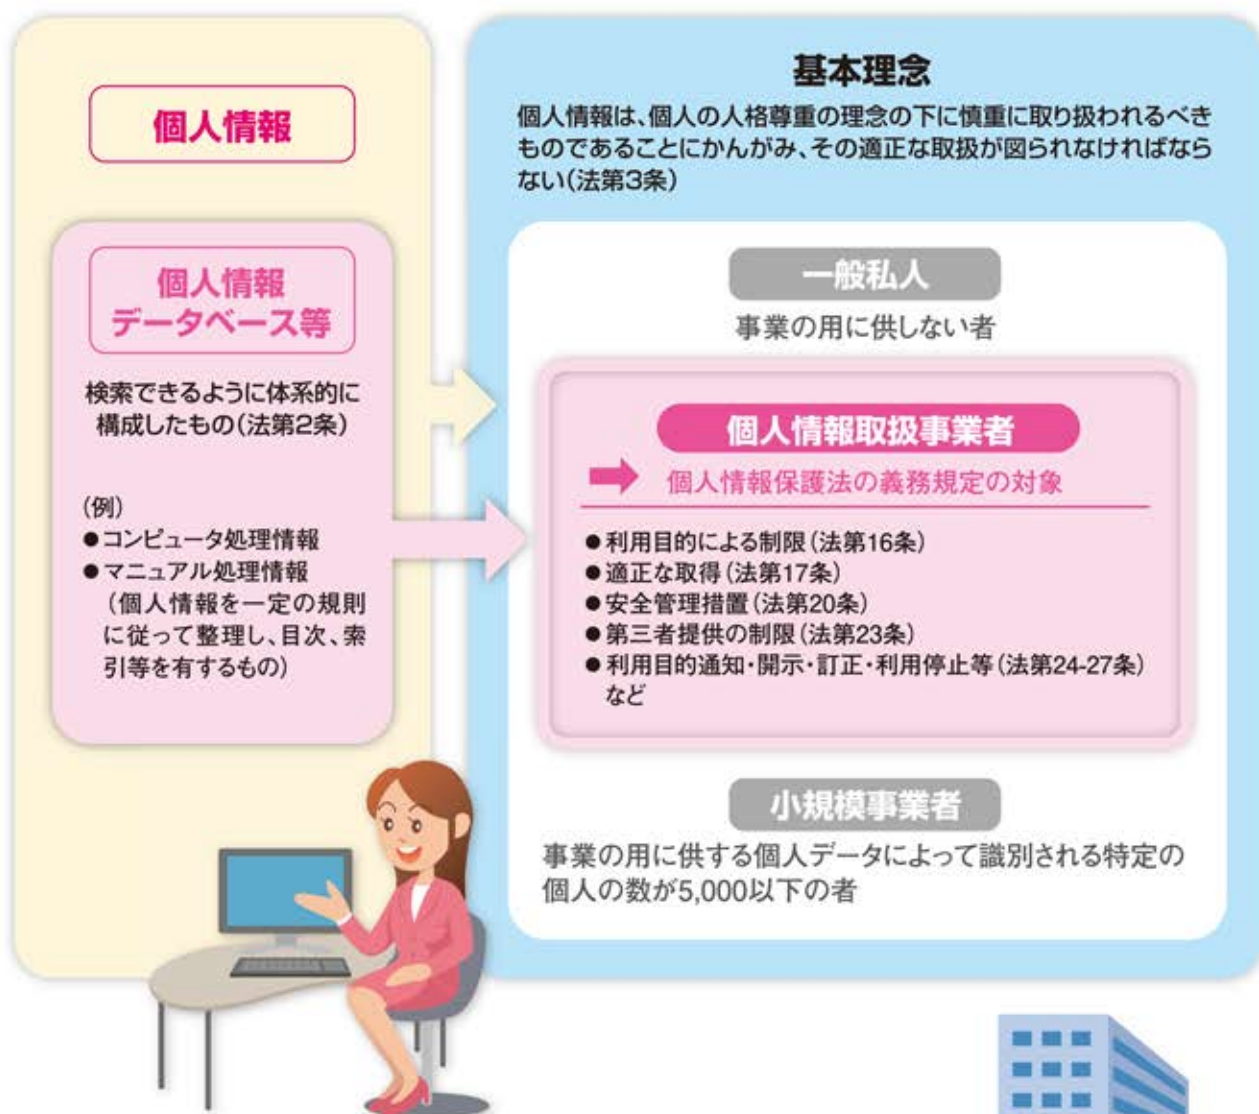 個人情報
個人情報
データベース等
検索できるように体系的に
構成したもの(法第2条)
(例)
●コンピュータ処理情報
●マニュアル処理情報
(個人情報を一定の規則
に従って整理し、目次、索
引等を有するもの)
基本理念
個人情報は、個人の人格尊重の理念の下に慎重に取り扱われるべき
ものであることにかんがみ、その適正な取扱が図られなければなら
ない(法第3条)
一般私人
事業の用に供しない者
個人情報取扱事業者
個人情報保護法の義務規定の対象
●利用目的による制限(法第16条)
●適正な取得(法第17条)
●安全管理措置(法第20条)
●第三者提供の制限(法第23条)
●利用目的通知・開示・訂正・利用停止等(法第24-27条)
など
小規模事業者
事業の用に供する個人データによって識別される特定の
個人の数が5,000以下の者